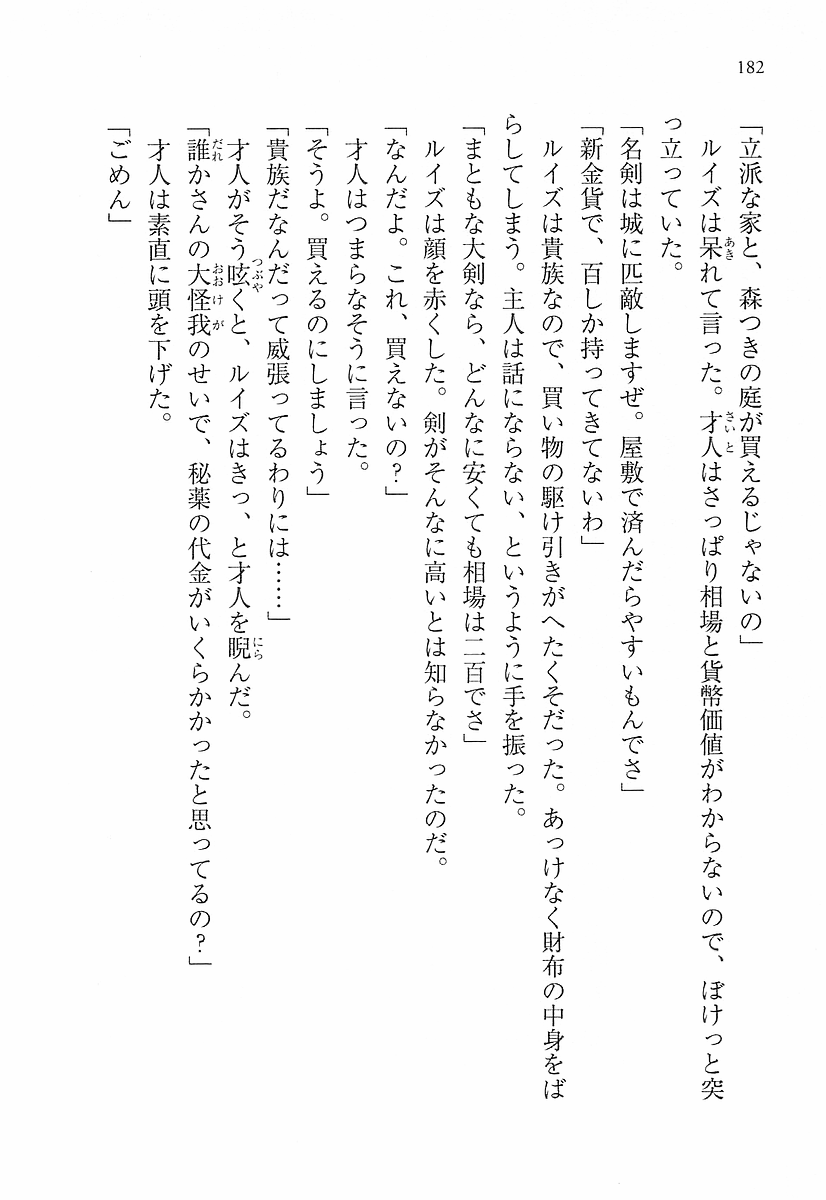 182
「立派な家と、森つきの庭が買えるじゃないの」
ルイズは呆れて言った。才人はさっぱり相場と貨幣価値がわからないので、ぼけっと突
っ立っていた。
「名剣は城に匹敵しますぜ。屋敷で済んだらやすいもんでさ」
「新金貨で、百しか持ってきてないわ」
ルイズは貴族なので、買い物の駆け引きがへたくそだった。あっけなく財布の中身をば
らしてしまう。主人は話にならない、というように手を振った。
「まともな大剣なら、どんなに安くても相場は二百でさ」
ルイズは顔を赤くした。剣がそんなに高いとは知らなかったのだ。
「なんだよ。これ、買えないの？」
才人はつまらなそうに言った。
「そうよ。買えるのにしましょう」
「貴族だなんだって威張ってるわりには……」
才人がそう呟くと、ルイズはきっ、と才人を睨んだ。
「誰かさんの大怪我のせいで、秘薬の代金がいくらかかったと思ってるの？」
才人は素直に頭を下げた。
「ごめん」